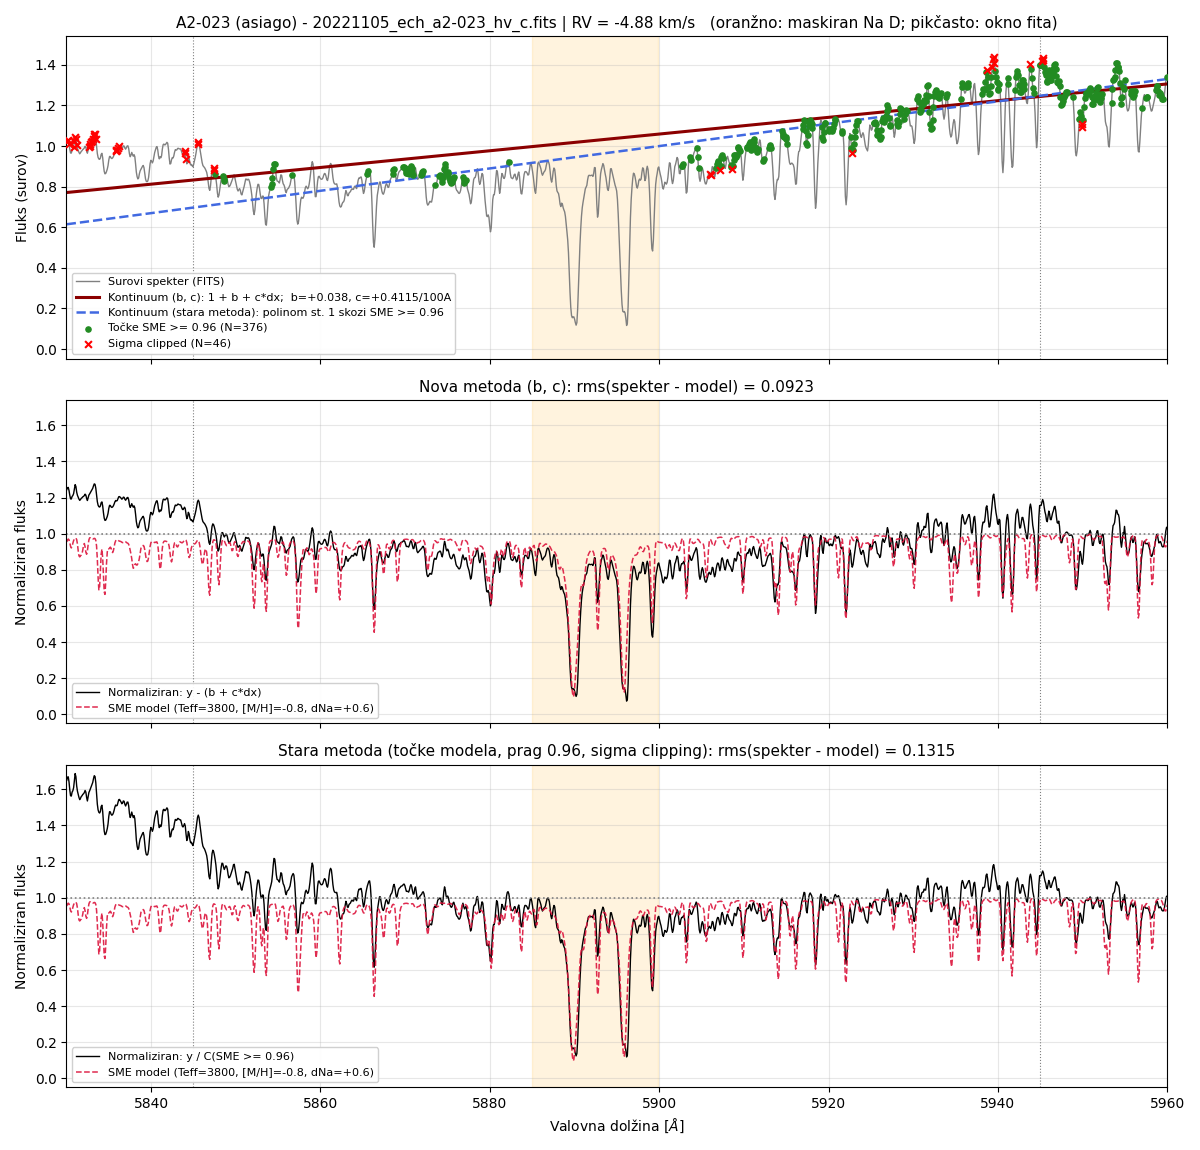 A2-023 (asiago) - 20221105_ech_a2-023_hv_c.fits | RV = -4.88 km/s   (oranžno: maskiran Na D; pikčasto: okno fita)
1.4
1.2
1.0
0.8
0.6
0.4
0.2
0.0
Fluks (surov)
Surovi spekter (FITS)
Kontinuum (b, c): 1 + b + c*dx;  b=+0.038, c=+0.4115/100A
Kontinuum (stara metoda): polinom st. 1 skozi SME >= 0.96
Točke SME >= 0.96 (N=376)
Sigma clipped (N=46)
Nova metoda (b, c): rms(spekter - model) = 0.0923
1.6
1.4
1.2
1.0
0.8
0.6
0.4
0.2
0.0
Normaliziran fluks
Normaliziran: y - (b + c*dx)
SME model (Teff=3800, [M/H]=-0.8, dNa=+0.6)
Stara metoda (točke modela, prag 0.96, sigma clipping): rms(spekter - model) = 0.1315
1.6
1.4
1.2
1.0
0.8
0.6
0.4
0.2
0.0
Normaliziran fluks
Normaliziran: y / C(SME >= 0.96)
SME model (Teff=3800, [M/H]=-0.8, dNa=+0.6)
5840 5860 5880 5900 5920 5940 5960
Valovna dolžina [Å]